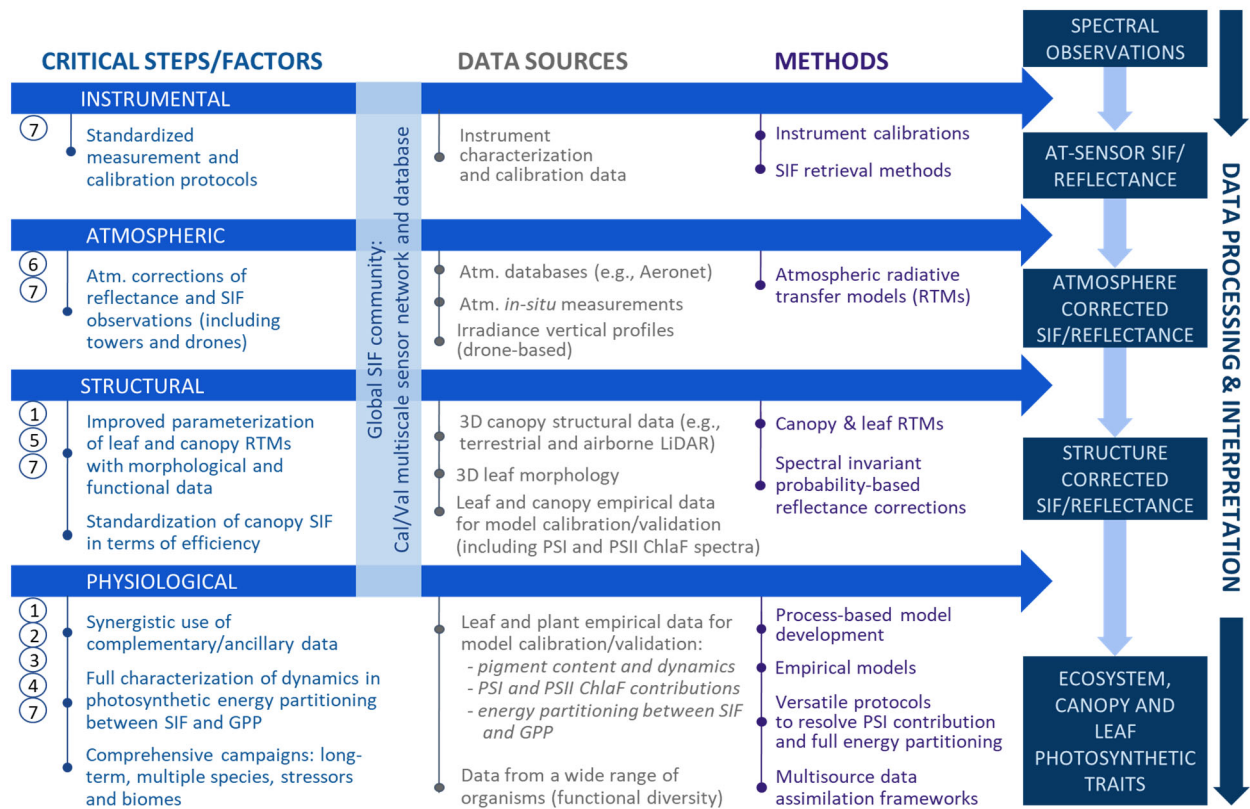 CRITICAL STEPS/FACTORS
DATA SOURCES
METHODS
SPECTRAL
OBSERVATIONS
INSTRUMENTAL
7
Standardized
measurement and
calibration protocols
Instrument
characterization
and calibration data
Instrument calibrations
SIF retrieval methods
AT-SENSOR SIF/
REFLECTANCE
ATMOSPHERIC
6
7
Atm. corrections of
reflectance and SIF
observations (including
towers and drones)
Atm. databases (e.g., Aeronet)
Atm. in-situ measurements
Irradiance vertical profiles
(drone-based)
Atmospheric radiative
transfer models (RTMs)
ATMOSPHERE
CORRECTED
SIF/REFLECTANCE
STRUCTURAL
1
5
7
Improved parameterization
of leaf and canopy RTMs
with morphological and
functional data
Standardization of canopy SIF
in terms of efficiency
3D canopy structural data (e.g.,
terrestrial and airborne LiDAR)
3D leaf morphology
Leaf and canopy empirical data
for model calibration/validation
(including PSI and PSII ChlaF spectra)
Canopy & leaf RTMs
Spectral invariant
probability-based
reflectance corrections
STRUCTURE
CORRECTED
SIF/REFLECTANCE
PHYSIOLOGICAL
1
2
3
4
7
Synergistic use of
complementary/ancillary data
Full characterization of dynamics in
photosynthetic energy partitioning
between SIF and GPP
Comprehensive campaigns: long-
term, multiple species, stressors
and biomes
Leaf and plant empirical data for
model calibration/validation:
- pigment content and dynamics
- PSI and PSII ChlaF contributions
- energy partitioning between SIF
and GPP
Data from a wide range of
organisms (functional diversity)
Process-based model
development
Empirical models
Versatile protocols
to resolve PSI contribution
and full energy partitioning
Multisource data
assimilation frameworks
ECOSYSTEM,
CANOPY AND
LEAF
PHOTOSYNTHETIC
TRAITS
Global SIF community:
Cal/Val multiscale sensor network and database
DATA PROCESSING & INTERPRETATION